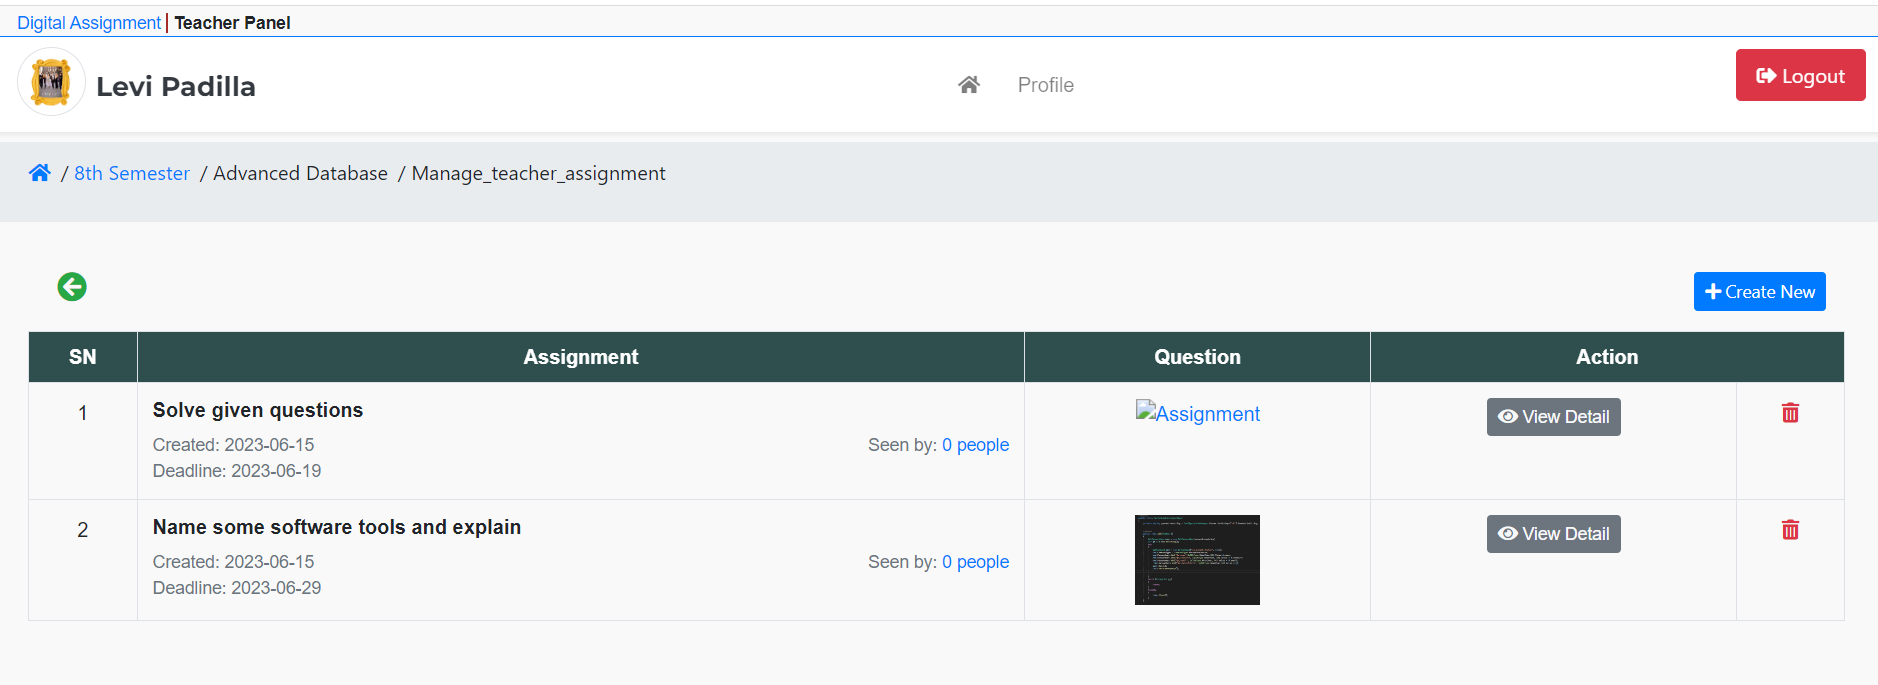 Digital Assignment | Teacher Panel
Levi Padilla
Profile
Logout
/ 8th Semester / Advanced Database / Manage_teacher_assignment
Create New
SN Assignment Question Action
1 Solve given questions Assignment View Detail
Created: 2023-06-15 Seen by: 0 people
Deadline: 2023-06-19
2 Name some software tools and explain View Detail
Created: 2023-06-15 Seen by: 0 people
Deadline: 2023-06-29